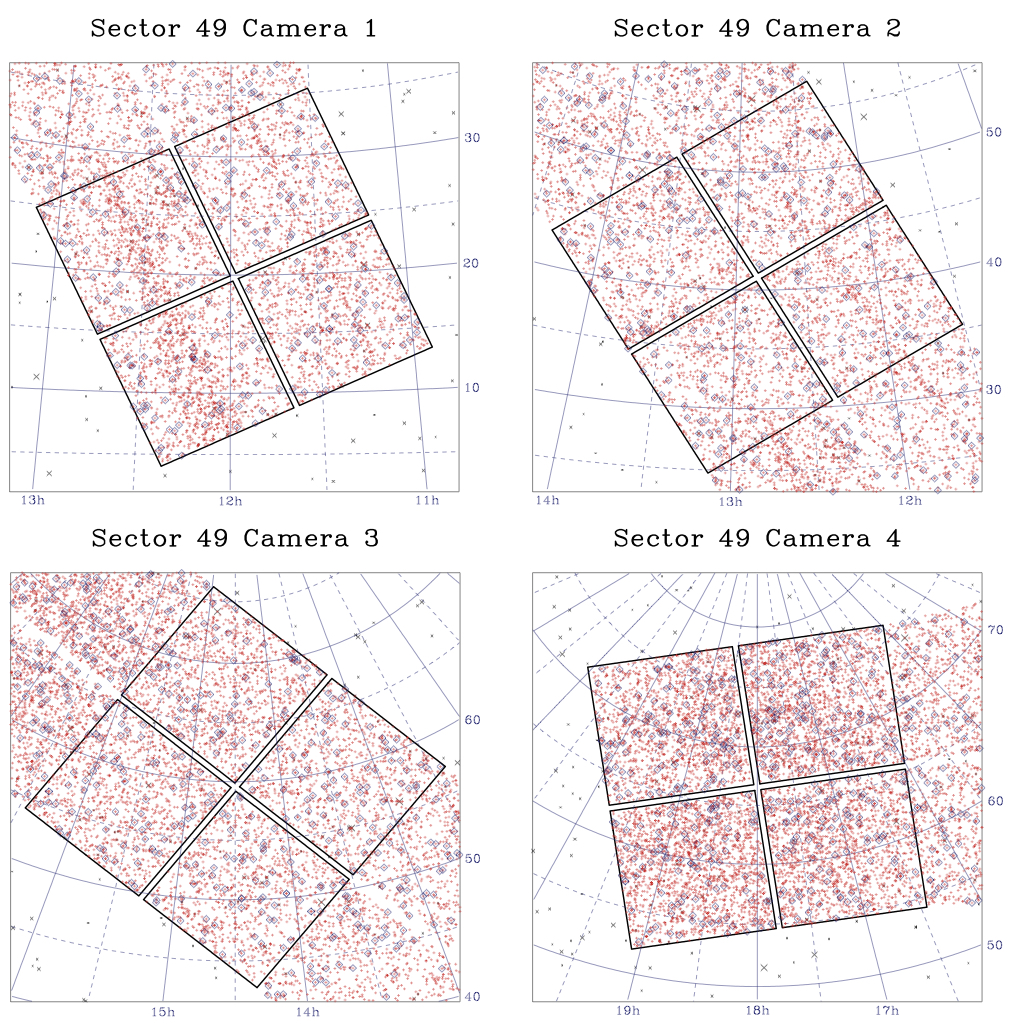 Sector 49 Camera 1
Sector 49 Camera 2
30
20
10
13h 12h 11h
50
40
30
14h 13h 12h
Sector 49 Camera 3
Sector 49 Camera 4
60
50
40
15h 14h
70
60
50
19h 18h 17h